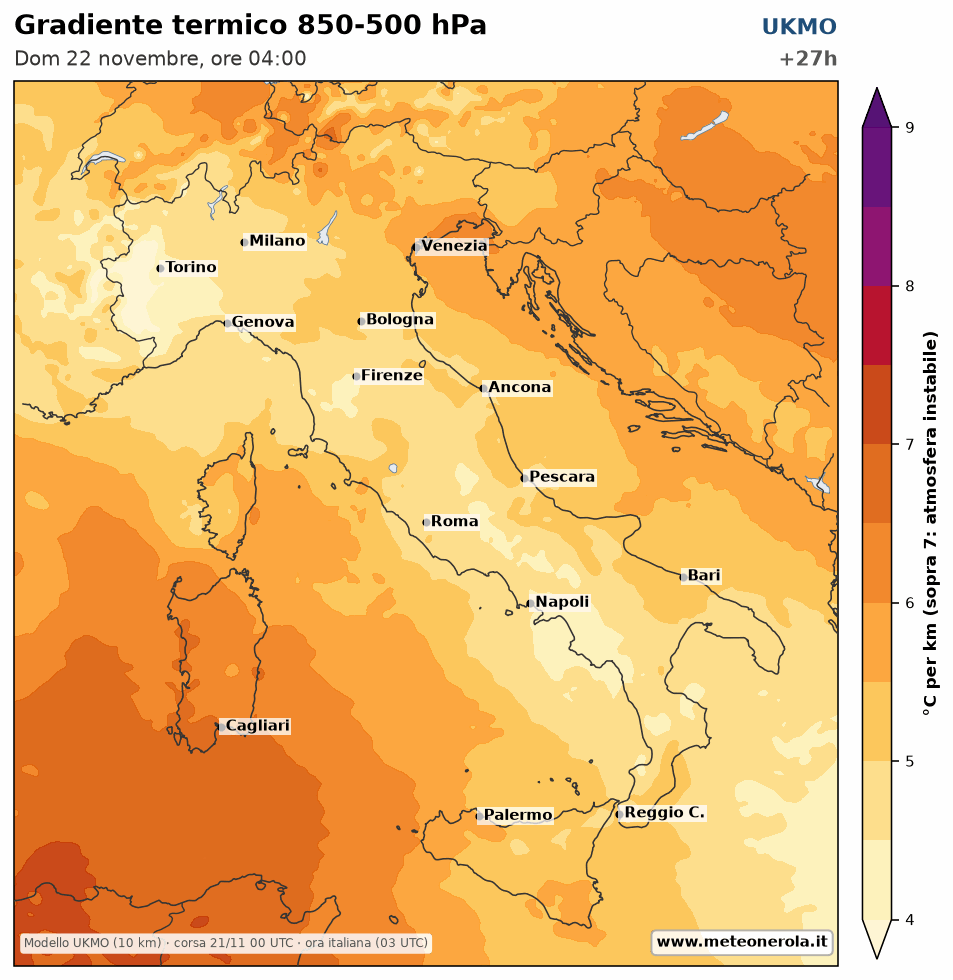 Gradiente termico 850-500 hPa
UKMO
Dom 22 novembre, ore 04:00
+27h
9
8
7
6
5
4
°C per km (sopra 7: atmosfera instabile)
Milano
Venezia
Torino
Genova
Bologna
Firenze
Ancona
Pescara
Roma
Bari
Napoli
Cagliari
Palermo
Reggio C.
Modello UKMO (10 km) · corsa 21/11 00 UTC · ora italiana (03 UTC)
www.meteonerola.it